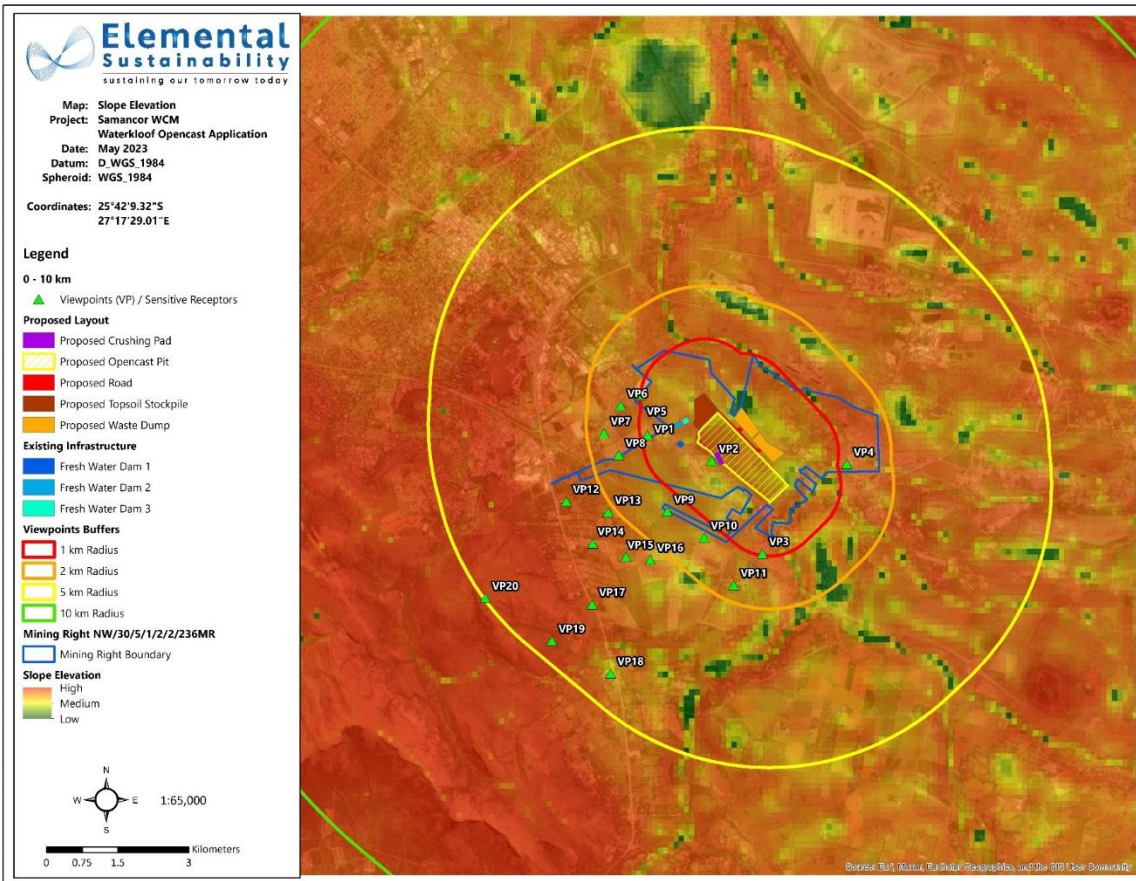 Elemental
Sustainability
sustaining our tomorrow today
Map: Slope Elevation
Project: Samancor WCM
Waterkloof Opencast Application
Date: May 2023
Datum: D_WGS_1984
Spheroid: WGS_1984
Coordinates: 25°42'9.32"S
27°17'29.01"E
Legend
0 - 10 km
Viewpoints (VP) / Sensitive Receptors
Proposed Layout
Proposed Crushing Pad
Proposed Opencast Pit
Proposed Road
Proposed Topsoil Stockpile
Proposed Waste Dump
Existing Infrastructure
Fresh Water Dam 1
Fresh Water Dam 2
Fresh Water Dam 3
Viewpoints Buffers
1 km Radius
2 km Radius
5 km Radius
10 km Radius
Mining Right NW/30/5/1/2/2/236MR
Mining Right Boundary
Slope Elevation
High
Medium
Low
N
W E
S
1:65,000
Kilometers
0 0.75 1.5 3
VP6
VP5
VP7
VP1
VP8
VP2
VP4
VP12
VP13
VP9
VP10
VP14
VP15
VP16
VP3
VP11
VP20
VP17
VP19
VP18
Source: Esri, Maxar, Earthstar Geographics, and the GIS User Community